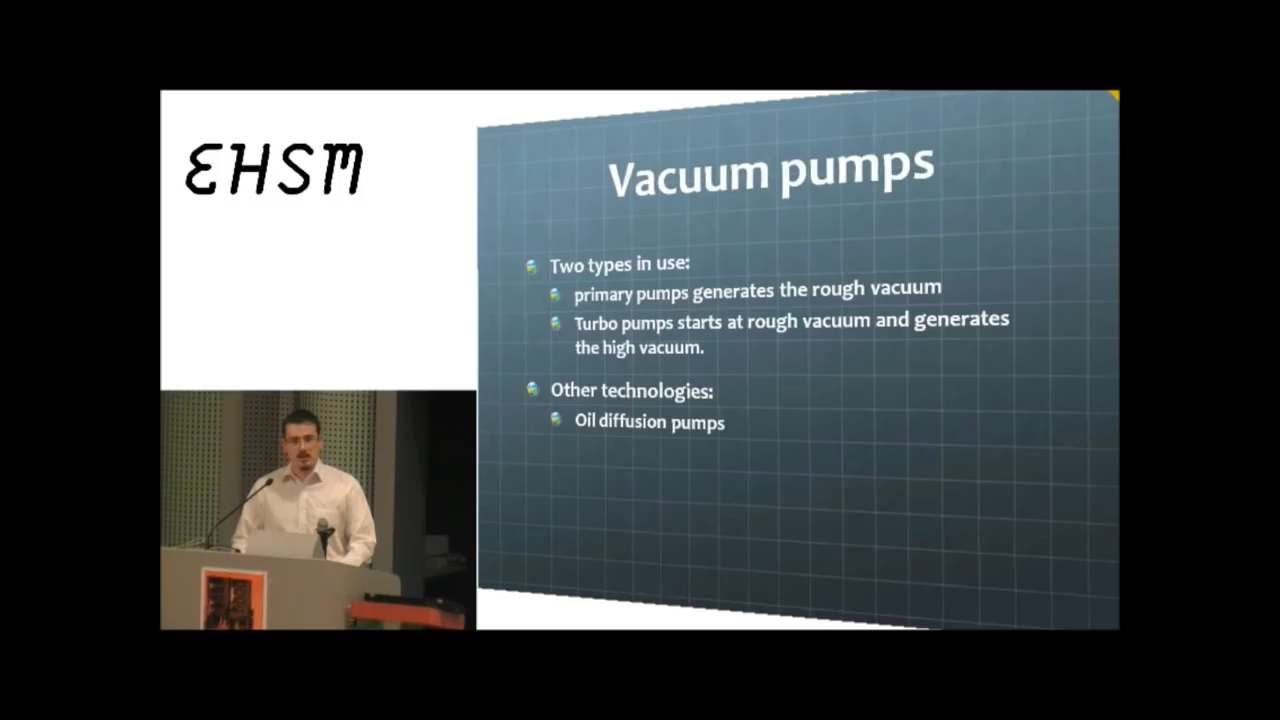 EHSM
Vacuum pumps
Two types in use:
primary pumps generates the rough vacuum
Turbo pumps starts at rough vacuum and generates
the high vacuum.
Other technologies:
Oil diffusion pumps